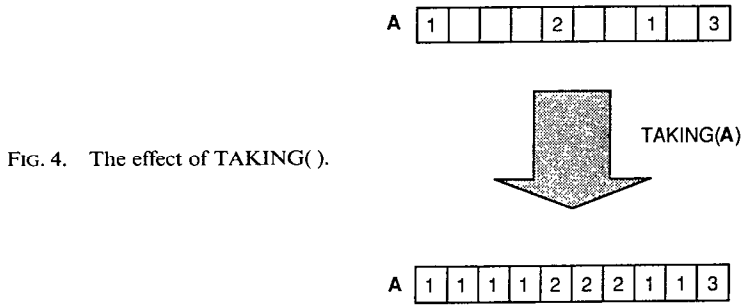 A 1 2 1 3
TAKING(A)
FIG. 4. The effect of TAKING( ).
A 1 1 1 1 2 2 2 1 1 3